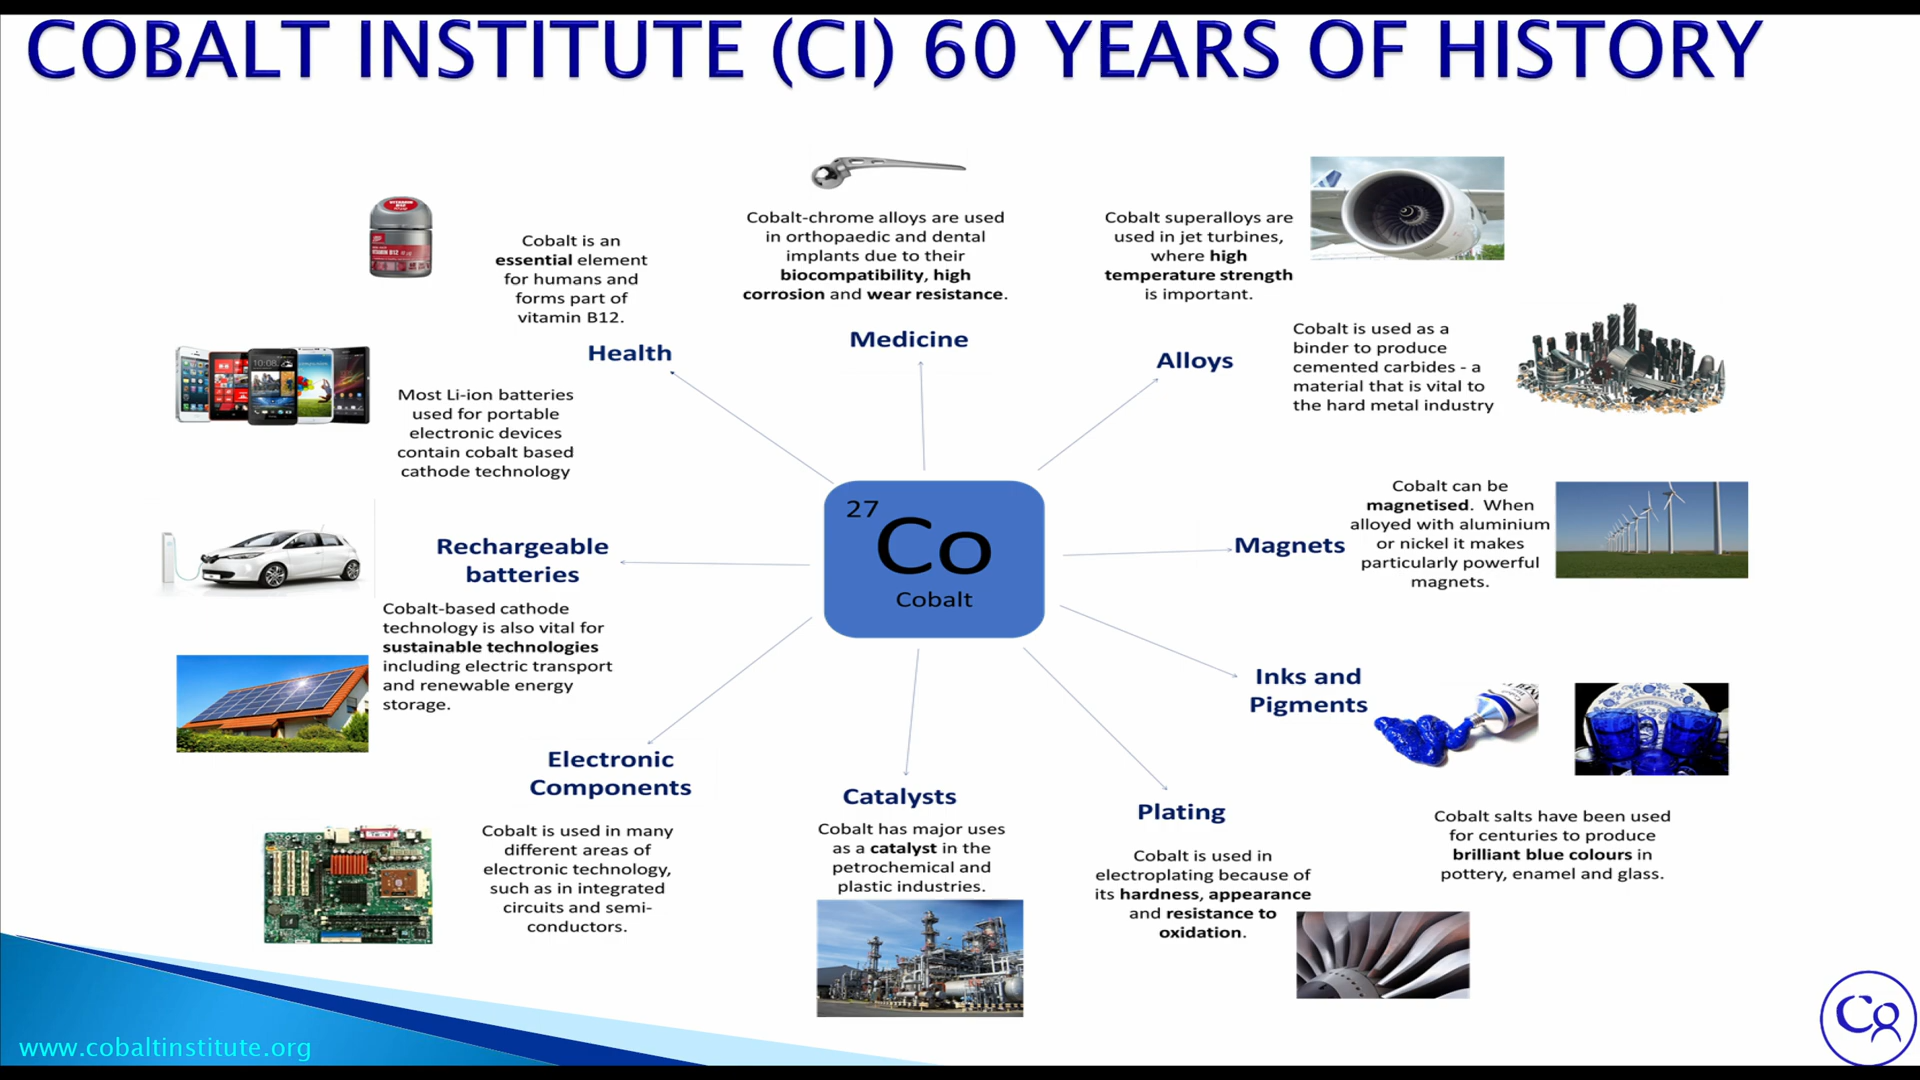 COBALT INSTITUTE (CI) 60 YEARS OF HISTORY
Cobalt is an
essential element
for humans and
forms part of
vitamin B12.
Health
Cobalt-chrome alloys are used
in orthopaedic and dental
implants due to their
biocompatibility, high
corrosion and wear resistance.
Medicine
Cobalt superalloys are
used in jet turbines,
where high
temperature strength
is important.
Alloys
Cobalt is used as a
binder to produce
cemented carbides - a
material that is vital to
the hard metal industry
Most Li-ion batteries
used for portable
electronic devices
contain cobalt based
cathode technology
Rechargeable
batteries
Cobalt-based cathode
technology is also vital for
sustainable technologies
including electric transport
and renewable energy
storage.
27
Co
Cobalt
Magnets
Cobalt can be
magnetised. When
alloyed with aluminium
or nickel it makes
particularly powerful
magnets.
Inks and
Pigments
Cobalt salts have been used
for centuries to produce
brilliant blue colours in
pottery, enamel and glass.
Electronic
Components
Cobalt is used in many
different areas of
electronic technology,
such as in integrated
circuits and semi-
conductors.
Catalysts
Cobalt has major uses
as a catalyst in the
petrochemical and
plastic industries.
Plating
Cobalt is used in
electroplating because of
its hardness, appearance
and resistance to
oxidation.
www.cobaltinstitute.org